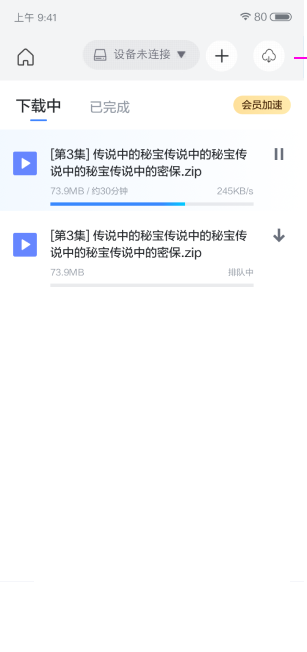 上午 9:41
80
设备未连接
下载中
已完成
会员加速
[第3集] 传说中的秘宝传说中的秘宝传
说中的秘宝传说中的密保.zip
73.9MB / 约30分钟
245KB/s
[第3集] 传说中的秘宝传说中的秘宝传
说中的秘宝传说中的密保.zip
73.9MB
排队中